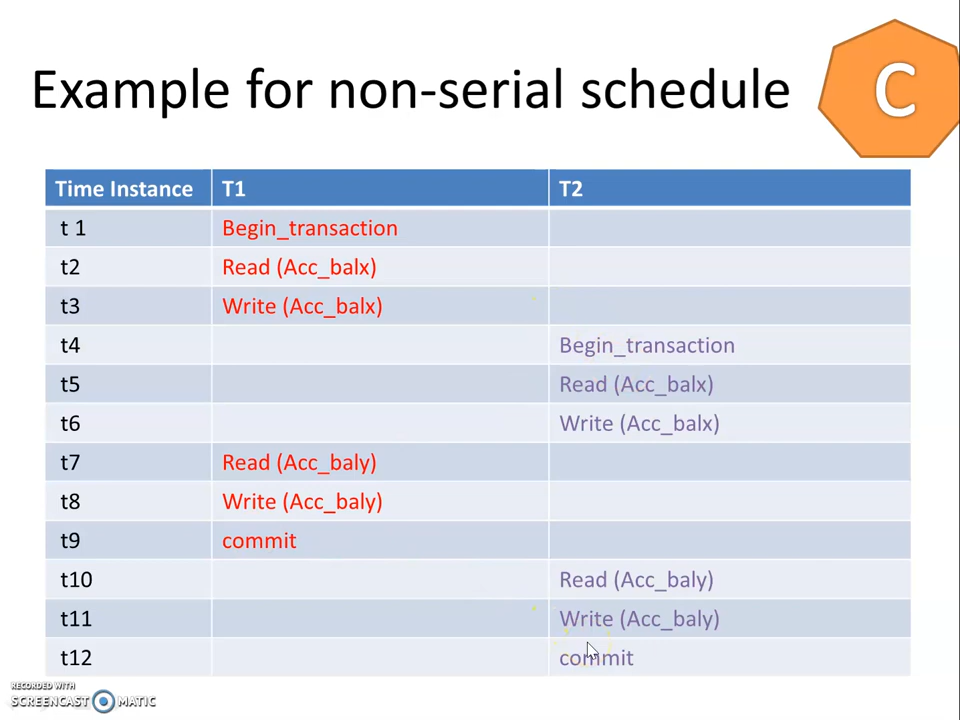 Example for non-serial schedule
C
Time Instance T1 T2
t 1 Begin_transaction
t2 Read (Acc_balx)
t3 Write (Acc_balx)
t4 Begin_transaction
t5 Read (Acc_balx)
t6 Write (Acc_balx)
t7 Read (Acc_baly)
t8 Write (Acc_baly)
t9 commit
t10 Read (Acc_baly)
t11 Write (Acc_baly)
t12 commit
RECORDED WITH
SCREENCAST MATIC